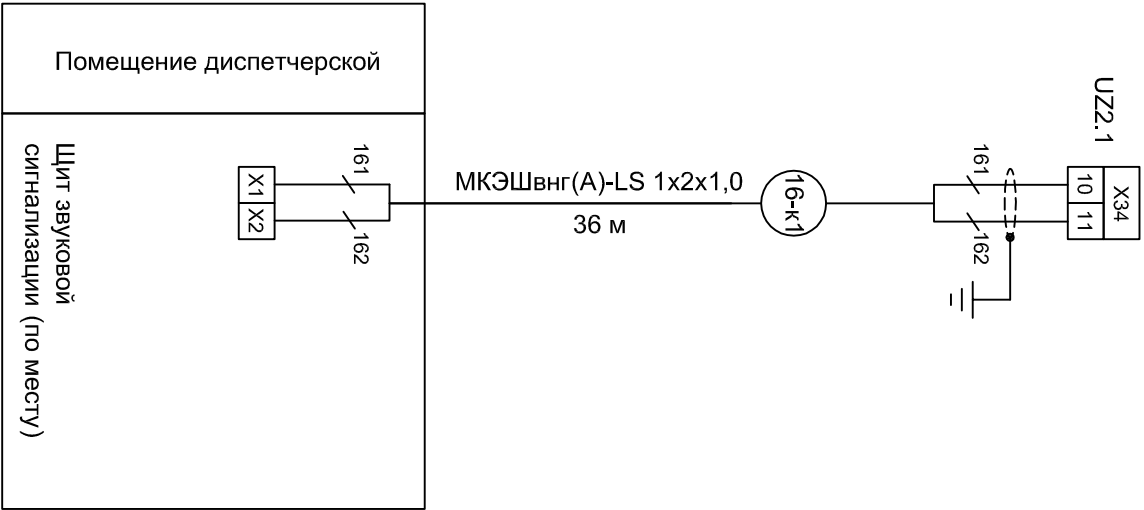 Помещение диспетчерской
Щит звуковой
сигнализации (по месту)
X1
X2
161
162
МКЭШвнг(А)-LS 1x2x1,0
36 м
16-к1
161
162
UZ2.1
10
11
X34